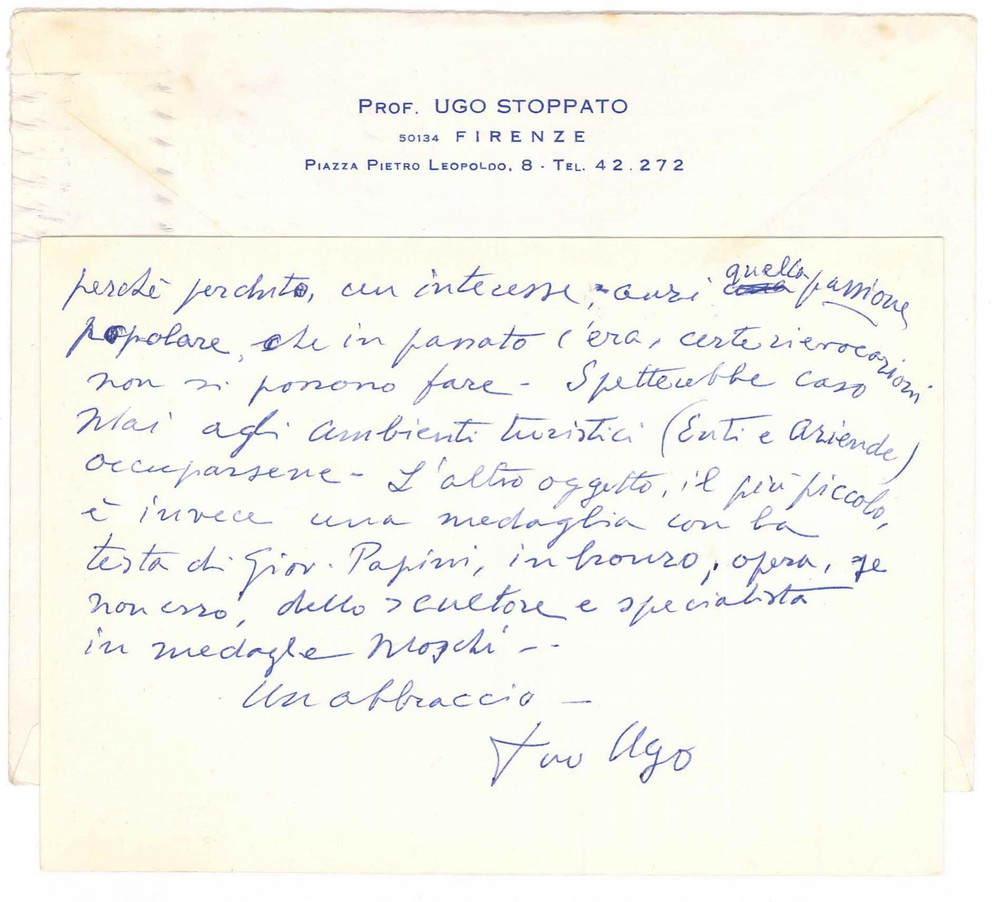 PROF. UGO STOPPATO
50134 FIRENZE
PIAZZA PIETRO LEOPOLDO, 8 - TEL. 42.272
perchè perduto, un interesse, anzi quella passione
popolare, che in passato c'era, certe rievocazioni
non si possono fare - Spetterebbe caso
Mai agli ambienti turistici (Enti e Aziende)
occuparsene - L'altro oggetto, il più piccolo,
è invece una medaglia con la
testa di Giov. Papini, in bronzo, opera, se
non erro, dello scultore e specialista
in medaglie Moschi - -
Un abbraccio -
tuo Ugo